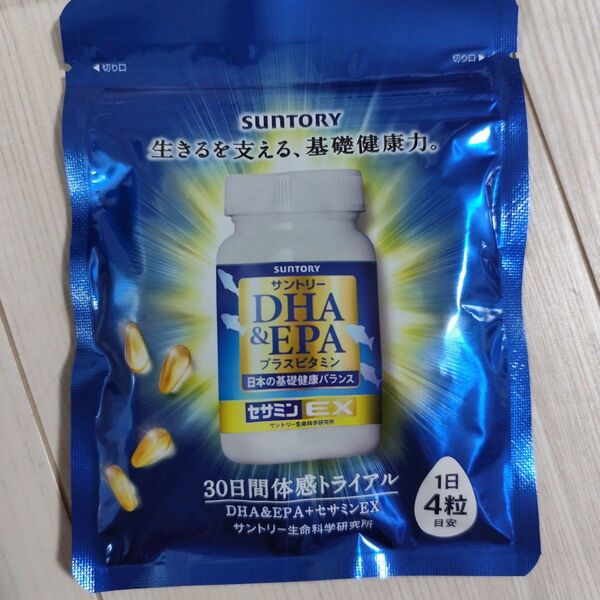 ◀切り口
切り口▶
SUNTORY
生きるを支える、基礎健康力。
SUNTORY
サントリー
DHA
&EPA
プラスビタミン
日本の基礎健康バランス
セサミンEX
サントリー生命科学研究所
30日間体感トライアル
DHA&EPA+セサミンEX
サントリー生命科学研究所
1日
4粒
目安